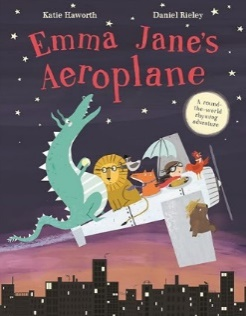 Katie Haworth Daniel Rieley
Emma Jane's
Aeroplane
A round-
the-world
rhyming
adventure